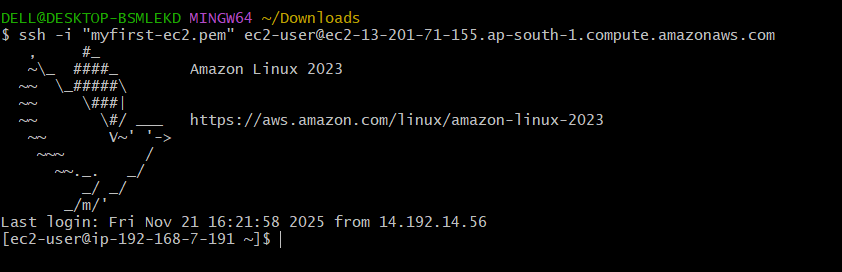 DELL@DESKTOP-BSMLEKD MINGW64 ~/Downloads
$ ssh -i "myfirst-ec2.pem" ec2-user@ec2-13-201-71-155.ap-south-1.compute.amazonaws.com
   ,     #_
   ~\_  ####_        Amazon Linux 2023
  ~~  \_#####\
  ~~     \###|
  ~~       \#/ ___   https://aws.amazon.com/linux/amazon-linux-2023
   ~~       V~' '->
    ~~~         /
      ~~._.   _/
         _/ _/
       _/m/'
Last login: Fri Nov 21 16:21:58 2025 from 14.192.14.56
[ec2-user@ip-192-168-7-191 ~]$